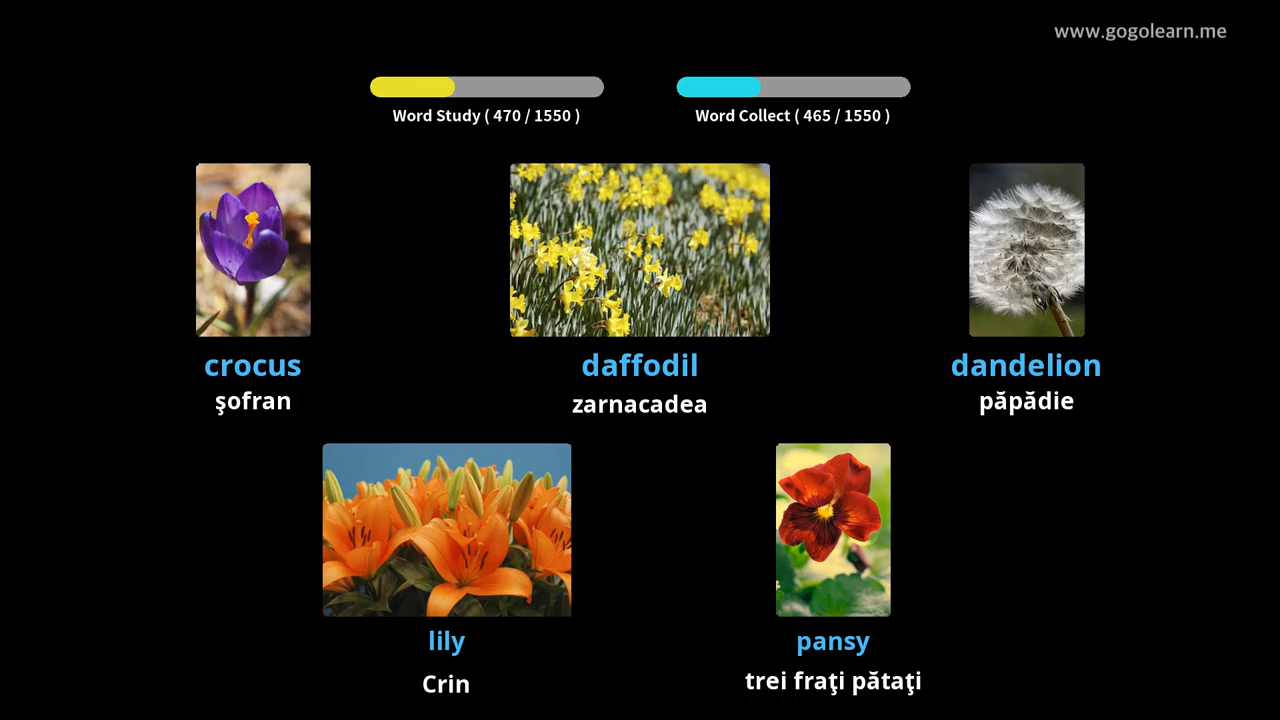 www.gogolearn.me
Word Study ( 470 / 1550 )
Word Collect ( 465 / 1550 )
crocus
şofran
daffodil
zarnacadea
dandelion
păpădie
lily
Crin
pansy
trei fraţi pătaţi